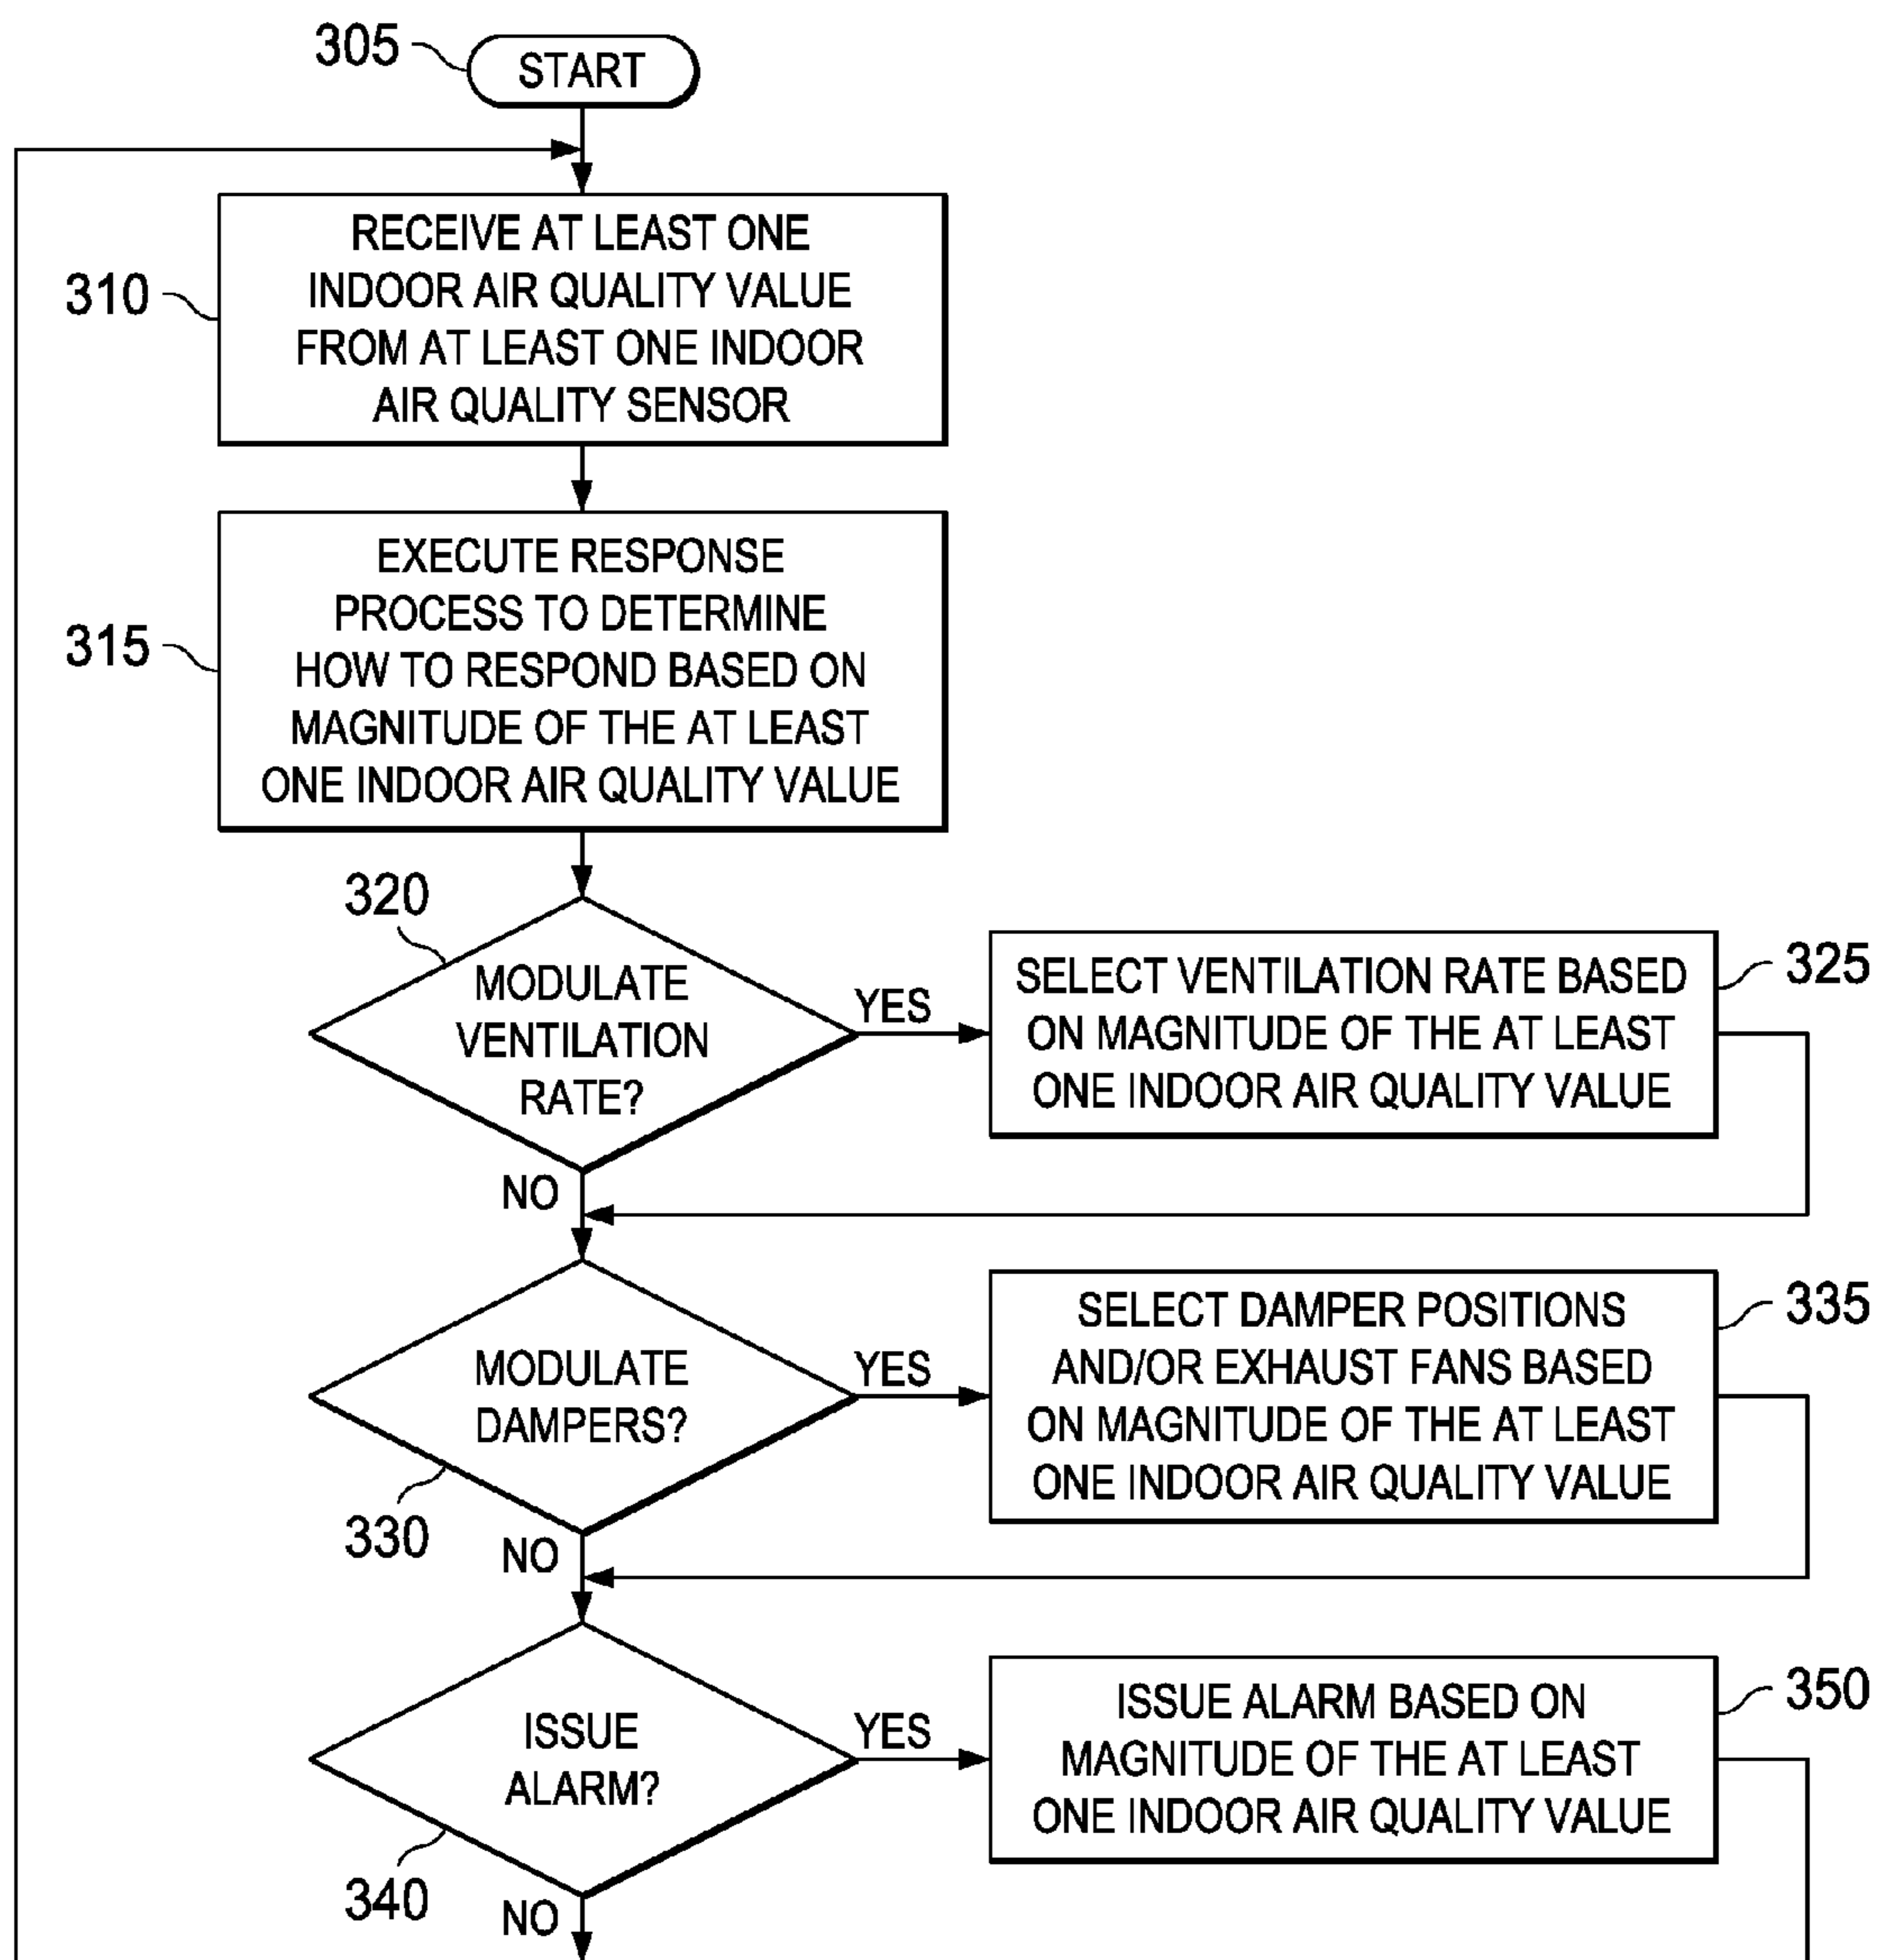 305
START
RECEIVE AT LEAST ONE
INDOOR AIR QUALITY VALUE
FROM AT LEAST ONE INDOOR
AIR QUALITY SENSOR
310
EXECUTE RESPONSE
PROCESS TO DETERMINE
HOW TO RESPOND BASED ON
MAGNITUDE OF THE AT LEAST
ONE INDOOR AIR QUALITY VALUE
315
320
MODULATE
VENTILATION
RATE?
YES
NO
SELECT VENTILATION RATE BASED
ON MAGNITUDE OF THE AT LEAST
ONE INDOOR AIR QUALITY VALUE
325
MODULATE
DAMPERS?
330
YES
NO
SELECT DAMPER POSITIONS
AND/OR EXHAUST FANS BASED
ON MAGNITUDE OF THE AT LEAST
ONE INDOOR AIR QUALITY VALUE
335
ISSUE
ALARM?
340
YES
NO
ISSUE ALARM BASED ON
MAGNITUDE OF THE AT LEAST
ONE INDOOR AIR QUALITY VALUE
350